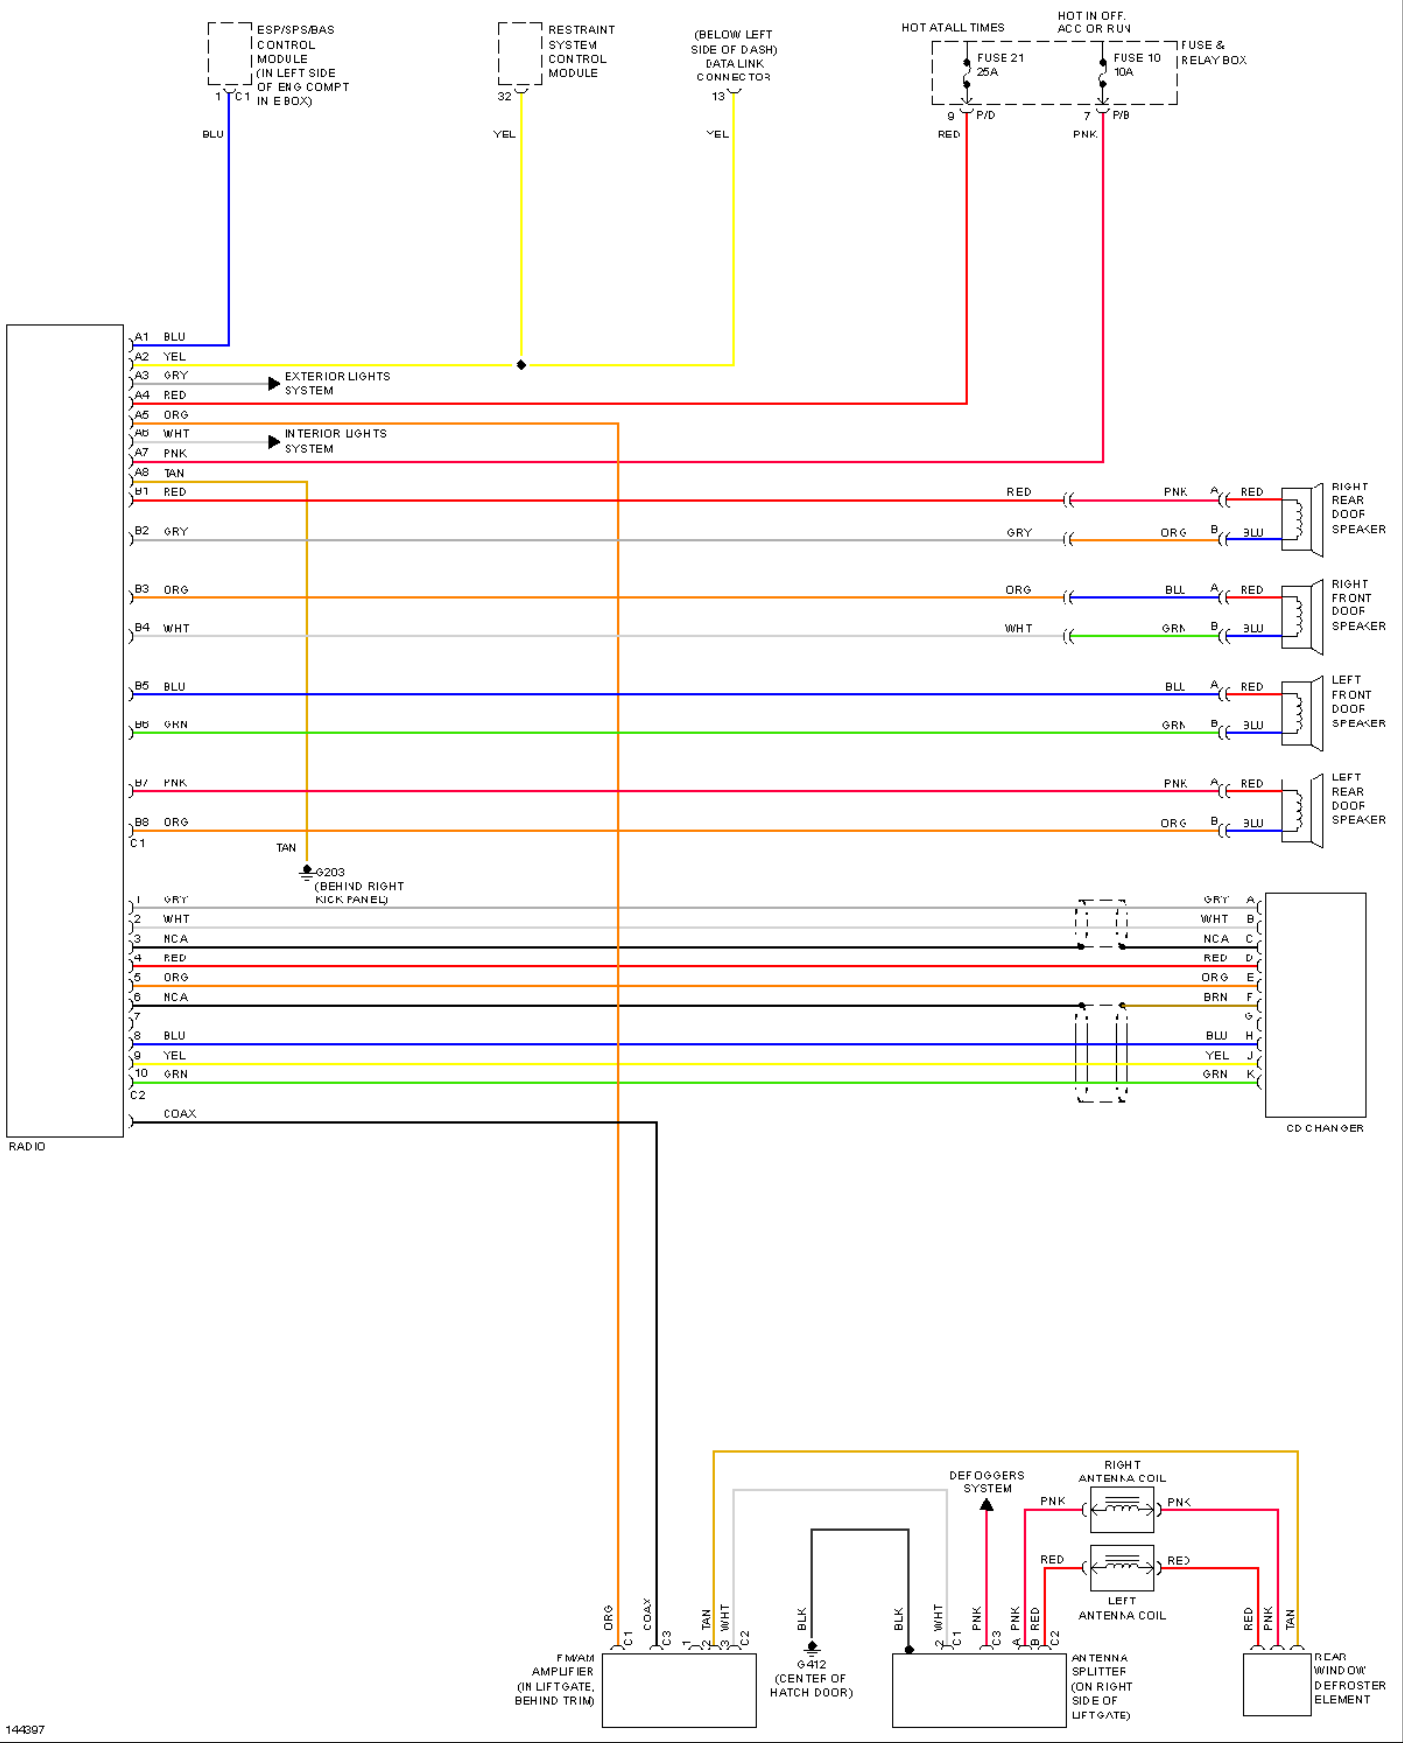 ESP/SPS/BAS
CONTROL
MODULE
(IN LEFT SIDE
OF ENG COMPT
IN E BOX)
1 C1
BLU
RESTRAINT
SYSTEM
CONTROL
MODULE
32
YEL
(BELOW LEFT
SIDE OF DASH)
DATA LINK
CONNECTOR
13
YEL
HOT AT ALL TIMES
HOT IN OFF,
ACC OR RUN
FUSE 21
25A
FUSE 10
10A
FUSE &
RELAY BOX
9 P/D
RED
7 P/B
PNK
A1 BLU
A2 YEL
A3 GRY
EXTERIOR LIGHTS
SYSTEM
A4 RED
A5 ORG
A6 WHT
INTERIOR LIGHTS
SYSTEM
A7 PNK
A8 TAN
B1 RED RED PNK A RED
RIGHT
REAR
DOOR
SPEAKER
B2 GRY GRY ORG B BLU
B3 ORG ORG BLU A RED
RIGHT
FRONT
DOOR
SPEAKER
B4 WHT WHT GRN B BLU
B5 BLU BLU A RED
LEFT
FRONT
DOOR
SPEAKER
B6 GRN GRN B BLU
B7 PNK PNK A RED
LEFT
REAR
DOOR
SPEAKER
B8 ORG ORG B BLU
C1
TAN
G203
(BEHIND RIGHT
KICK PANEL)
1 GRY GRY A
2 WHT WHT B
3 NCA NCA C
4 RED RED D
5 ORG ORG E
6 NCA BRN F
7 G
8 BLU BLU H
9 YEL YEL J
10 GRN GRN K
C2
COAX
RADIO
CD CHANGER
DEFOGGERS
SYSTEM
RIGHT
ANTENNA COIL
PNK PNK
RED RED
LEFT
ANTENNA COIL
ORG C1
COAX C3
1
2 TAN
3 WHT
C2
BLK
BLK
2 WHT C1
PNK C3
A PNK
B RED C2
RED
PNK
TAN
FM/AM
AMPLIFIER
(IN LIFTGATE,
BEHIND TRIM)
G412
(CENTER OF
HATCH DOOR)
ANTENNA
SPLITTER
(ON RIGHT
SIDE OF
LIFTGATE)
REAR
WINDOW
DEFROSTER
ELEMENT
144397